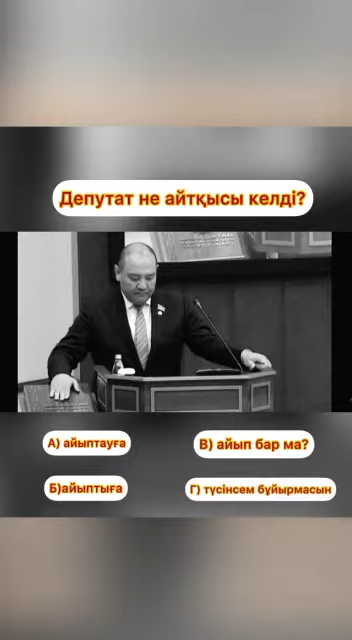 Депутат не айтқысы келді?
А) айыптауға
В) айып бар ма?
Б)айыптыға
Г) түсінсем бұйырмасын